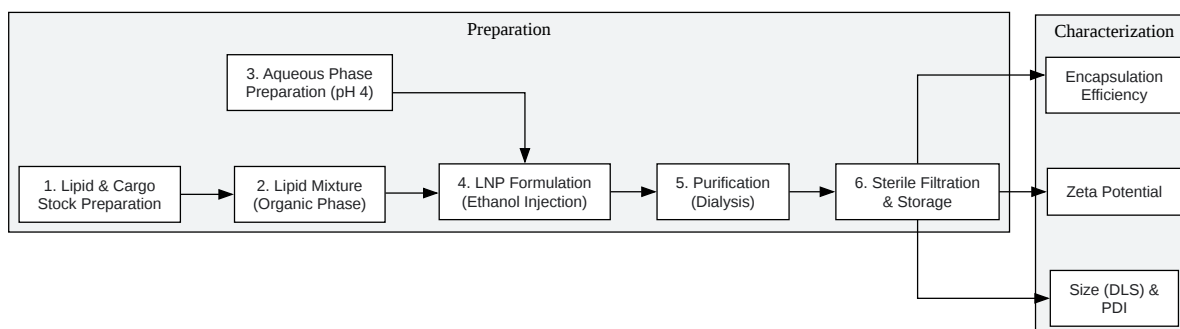 Preparation
3. Aqueous Phase
Preparation (pH 4)
1. Lipid & Cargo
Stock Preparation
2. Lipid Mixture
(Organic Phase)
4. LNP Formulation
(Ethanol Injection)
5. Purification
(Dialysis)
6. Sterile Filtration
& Storage
Characterization
Encapsulation
Efficiency
Zeta Potential
Size (DLS) &
PDI